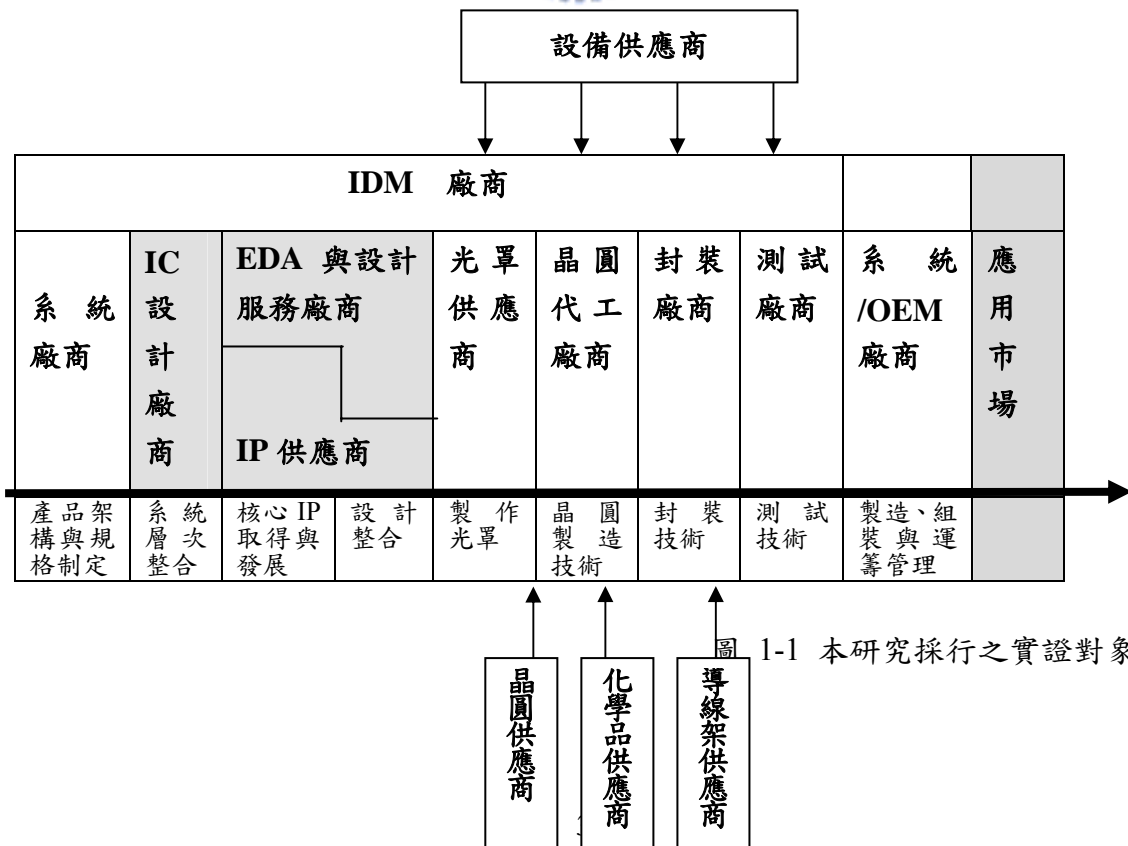 設備供應商
IDM 廠商
系統
廠商
IC
設
計
廠
商
EDA 與設計
服務廠商
IP 供應商
光罩
供應
商
晶圓
代工
廠商
封裝
廠商
測試
廠商
系統
/OEM
廠商
應
用
市
場
產品架
構與規
格制定
系統
層次
整合
核心 IP
取得與
發展
設計
整合
製作
光罩
晶圓
製造
技術
封裝
技術
測試
技術
製造、組
裝與運
籌管理
圖 1-1 本研究採行之實證對象
晶圓供應商
化學品供應商
導線架供應商